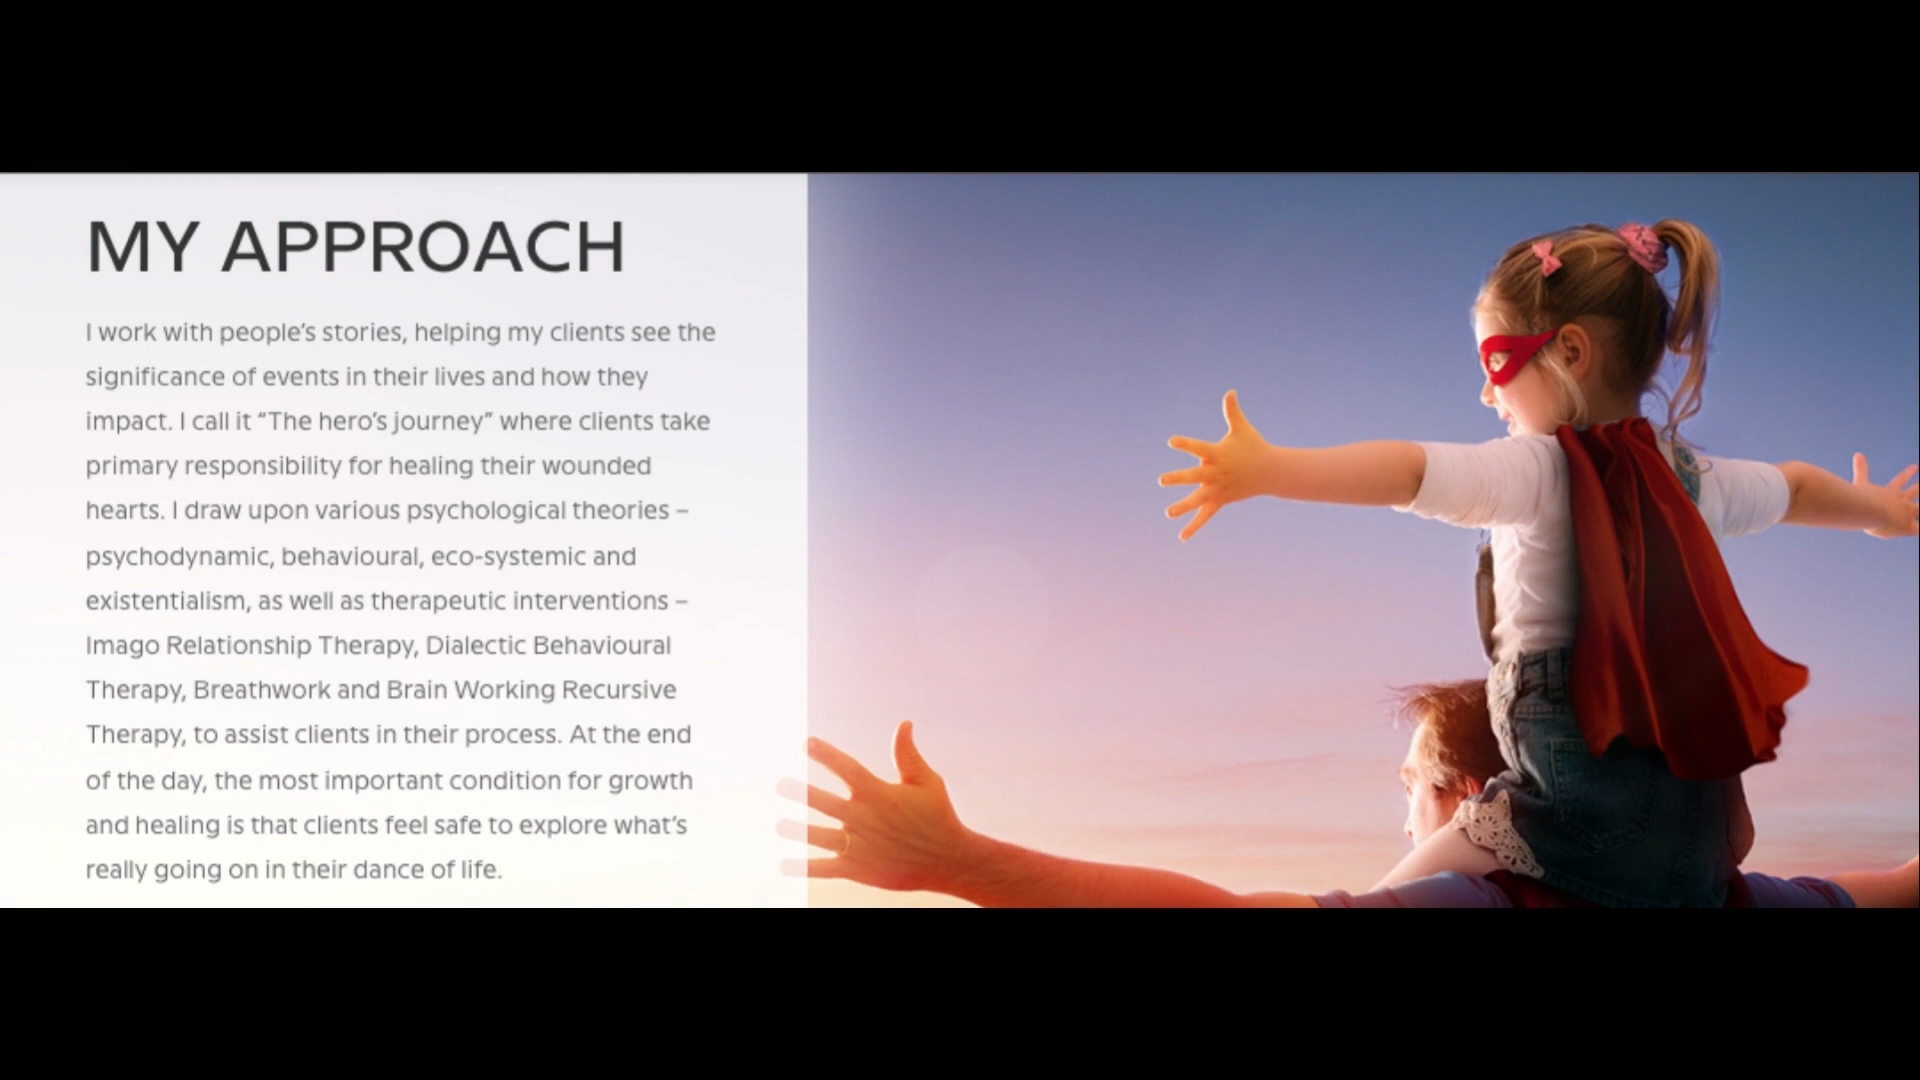 MY APPROACH
I work with people’s stories, helping my clients see the
significance of events in their lives and how they
impact. I call it “The hero’s journey” where clients take
primary responsibility for healing their wounded
hearts. I draw upon various psychological theories –
psychodynamic, behavioural, eco-systemic and
existentialism, as well as therapeutic interventions –
Imago Relationship Therapy, Dialectic Behavioural
Therapy, Breathwork and Brain Working Recursive
Therapy, to assist clients in their process. At the end
of the day, the most important condition for growth
and healing is that clients feel safe to explore what’s
really going on in their dance of life.